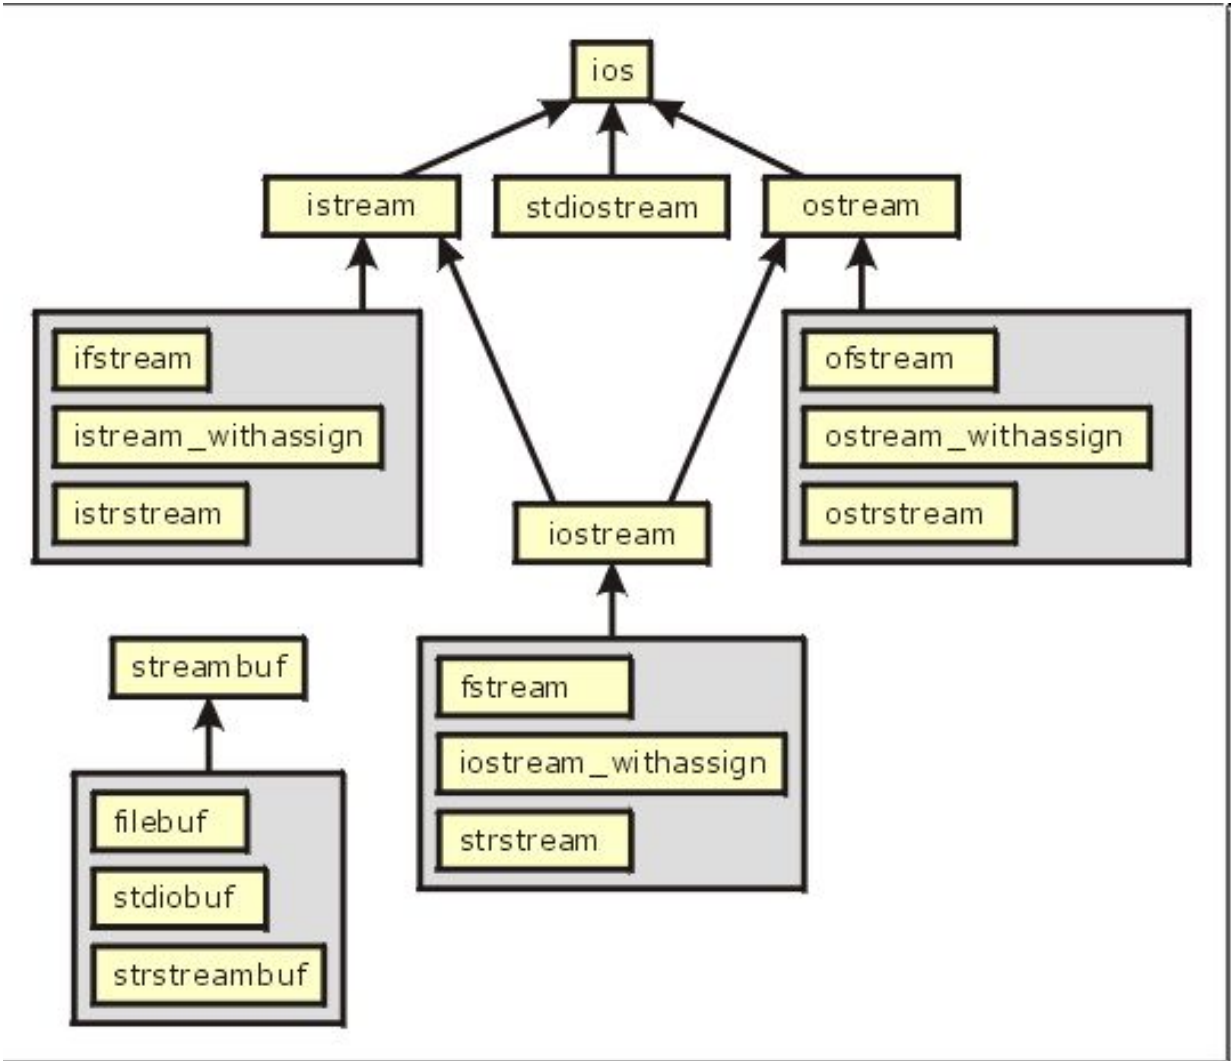 ios
istream
stdiostream
ostream
ifstream
istream_withassign
istrstream
ofstream
ostream_withassign
ostrstream
iostream
streambuf
fstream
iostream_withassign
strstream
filebuf
stdiobuf
strstreambuf